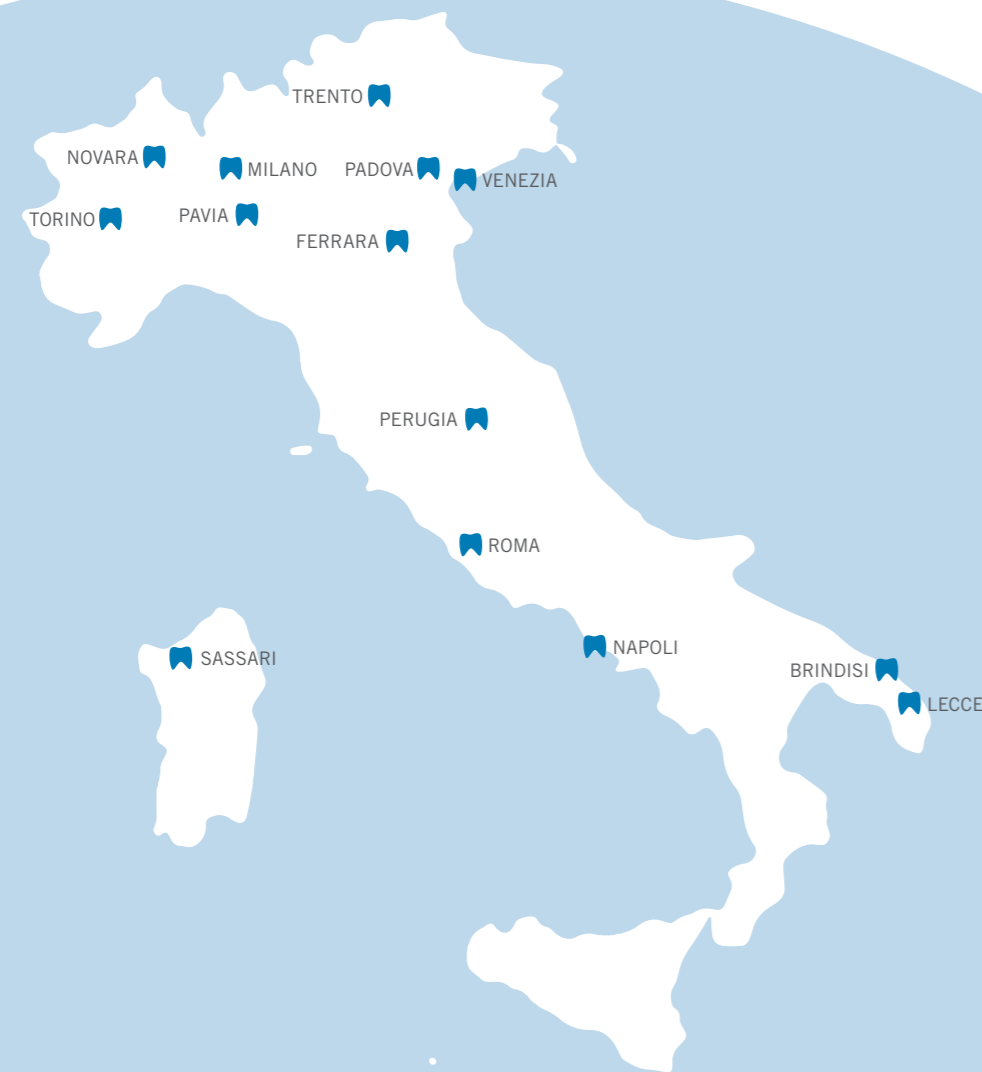 TRENTO
NOVARA
MILANO
PADOVA
VENEZIA
TORINO
PAVIA
FERRARA
PERUGIA
ROMA
NAPOLI
SASSARI
BRINDISI
LECCE